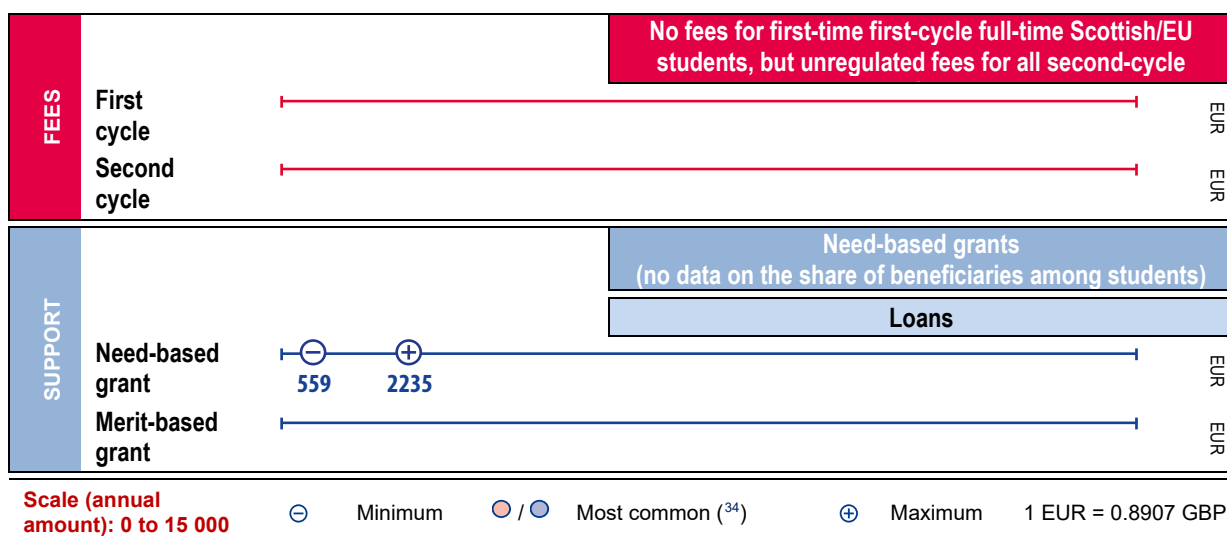 No fees for first-time first-cycle full-time Scottish/EU
students, but unregulated fees for all second-cycle
FEES
First
cycle
EUR
Second
cycle
EUR
Need-based grants
(no data on the share of beneficiaries among students)
SUPPORT
Loans
Need-based
grant
559 2235
EUR
Merit-based
grant
EUR
Scale (annual
amount): 0 to 15 000
Minimum / Most common (34) Maximum 1 EUR = 0.8907 GBP